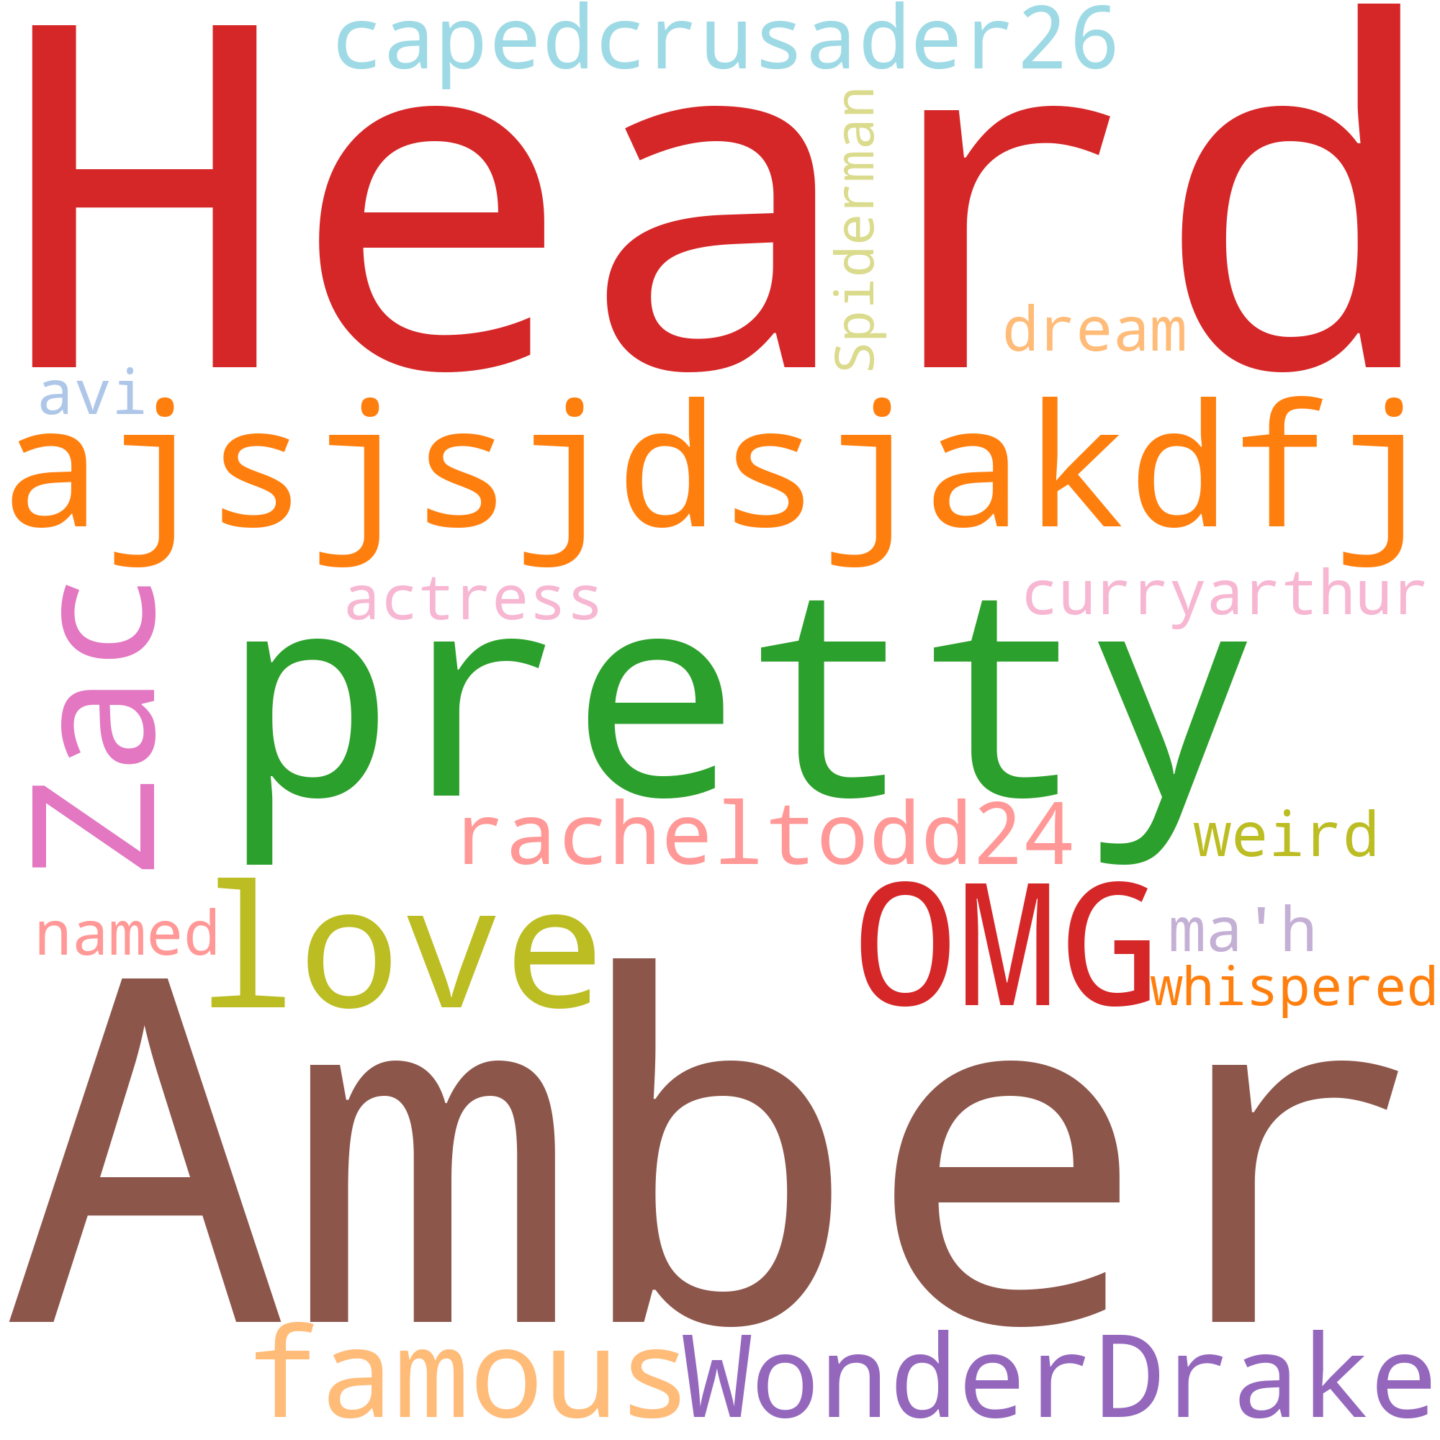 capedcrusader26
Heard
Spiderman
dream
avi
ajsjsjdsjakdfj
Zac
actress
curryarthur
pretty
racheltodd24
weird
love
OMG
named
ma'h
whispered
Amber
famous
WonderDrake